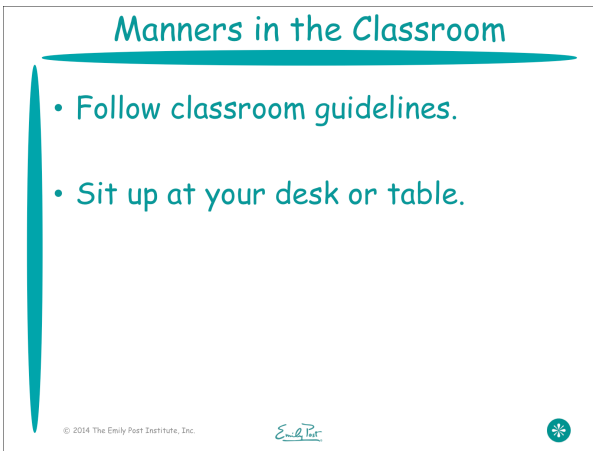 Manners in the Classroom
• Follow classroom guidelines.
• Sit up at your desk or table.
© 2014 The Emily Post Institute, Inc.
Emily Post